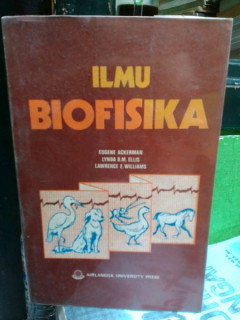 ILMU
BIOFISIKA
EUGENE ACKERMAN
LYNDA B.M. ELLIS
LAWRENCE E. WILLIAMS
AIRLANGGA UNIVERSITY PRESS